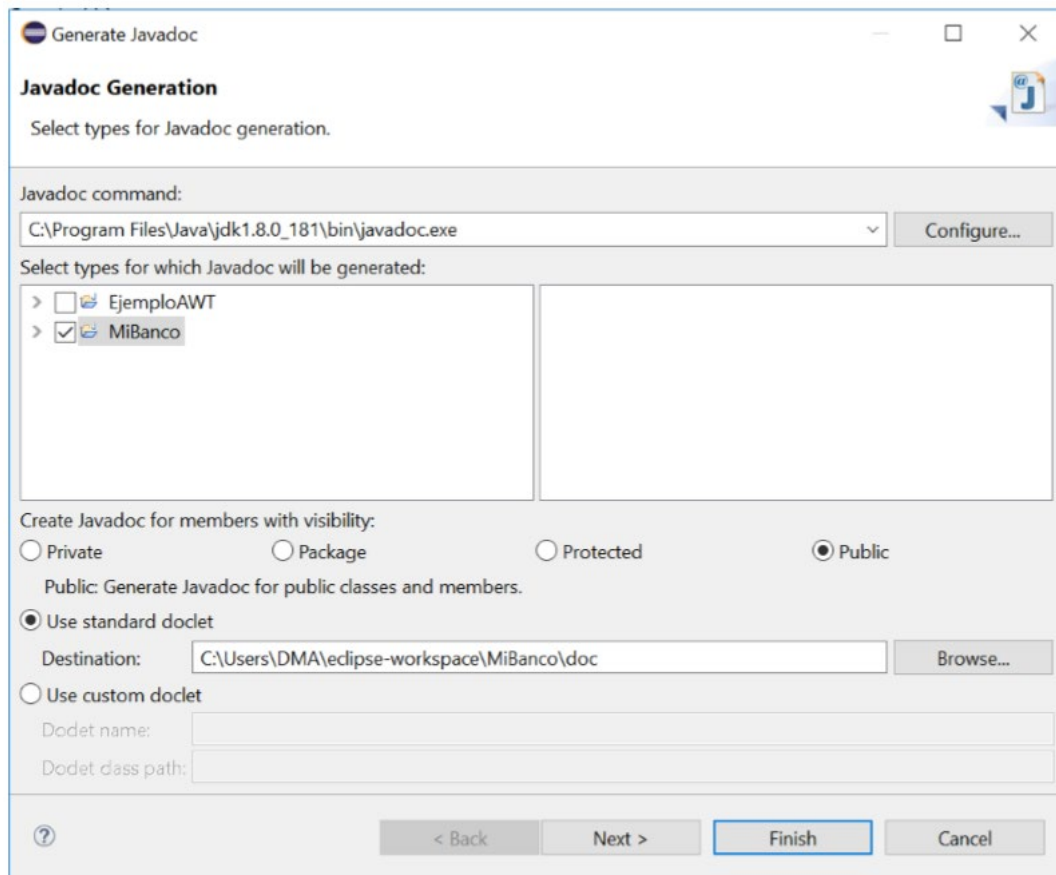 Generate Javadoc
Javadoc Generation
Select types for Javadoc generation.
Javadoc command:
C:\Program Files\Java\jdk1.8.0_181\bin\javadoc.exe Configure...
Select types for which Javadoc will be generated:
EjemploAWT
MiBanco
Create Javadoc for members with visibility:
Private Package Protected Public
Public: Generate Javadoc for public classes and members.
Use standard doclet
Destination: C:\Users\DMA\eclipse-workspace\MiBanco\doc Browse...
Use custom doclet
Doclet name:
Doclet class path:
< Back Next > Finish Cancel